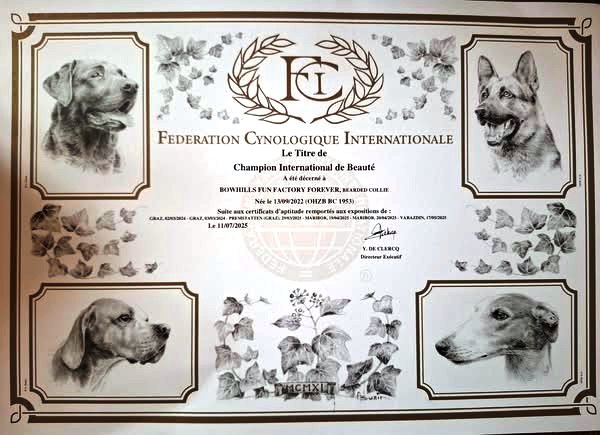 FCI
FEDERATION CYNOLOGIQUE INTERNATIONALE
Le Titre de
Champion International de Beauté
A été décerné à
BOWHILLS FUN FACTORY FOREVER, BEARDED COLLIE
Née le 13/09/2022 (OHZB BC 1953)
Suite aux certificats d'aptitude remportés aux expositions de :
GRAZ, 02/03/2024 - GRAZ, 03/03/2024 - PREMSTATTEN (GRAZ), 29/03/2025 - MARIBOR, 19/04/2025 - MARIBOR, 20/04/2025 - VARAZDIN, 17/05/2025
Le 11/07/2025
Y. DE CLERCQ
Directeur Exécutif
MCMXI